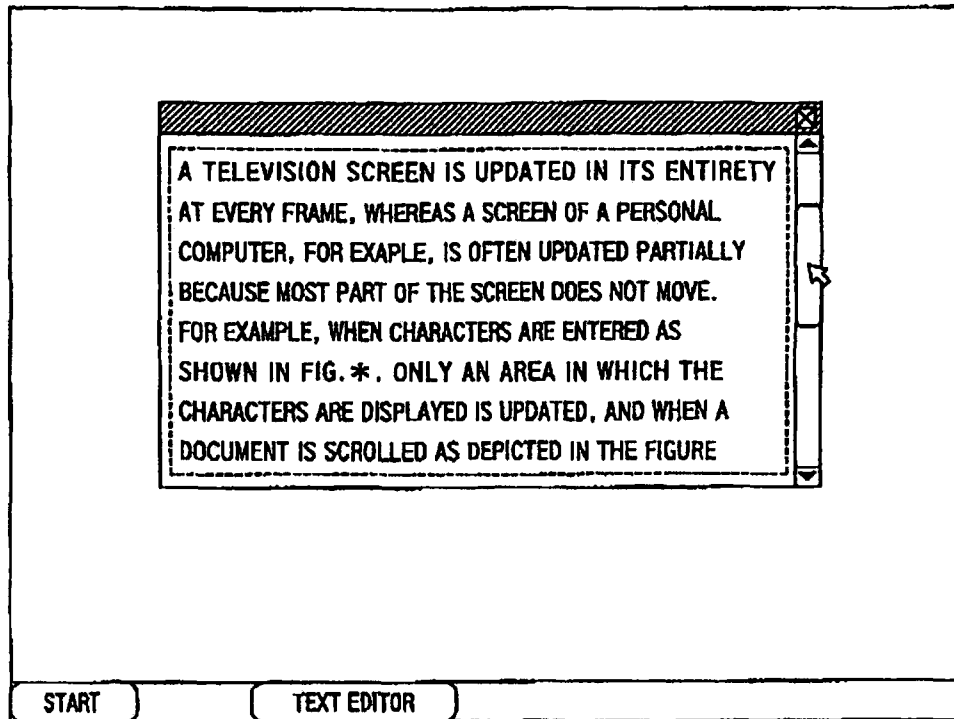 A TELEVISION SCREEN IS UPDATED IN ITS ENTIRETY
AT EVERY FRAME, WHEREAS A SCREEN OF A PERSONAL
COMPUTER, FOR EXAPLE, IS OFTEN UPDATED PARTIALLY
BECAUSE MOST PART OF THE SCREEN DOES NOT MOVE.
FOR EXAMPLE, WHEN CHARACTERS ARE ENTERED AS
SHOWN IN FIG.*. ONLY AN AREA IN WHICH THE
CHARACTERS ARE DISPLAYED IS UPDATED, AND WHEN A
DOCUMENT IS SCROLLED AS DEPICTED IN THE FIGURE
START TEXT EDITOR